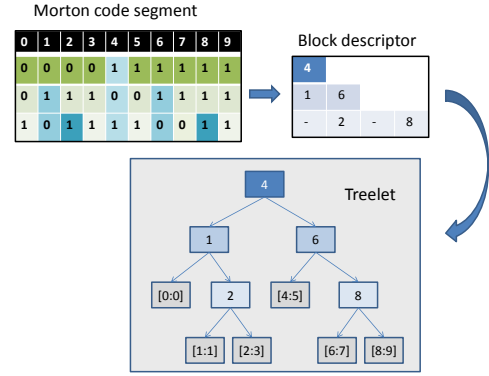 Morton code segment
0 1 2 3 4 5 6 7 8 9
0 0 0 0 1 1 1 1 1 1
0 1 1 1 0 0 1 1 1 1
1 0 1 1 1 1 0 0 1 1
Block descriptor
4
1 6
- 2 - 8
Treelet
4
1 6
[0:0] 2 [4:5] 8
[1:1] [2:3] [6:7] [8:9]